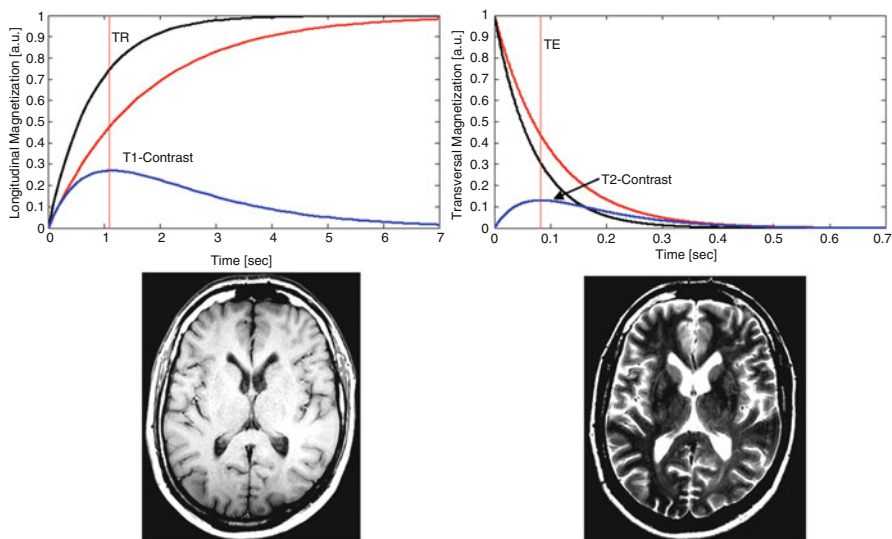 Longitudinal Magnetization [a.u.]
1
0.9
0.8
0.7
0.6
0.5
0.4
0.3
0.2
0.1
0
TR
T1-Contrast
0 1 2 3 4 5 6 7
Time [sec]
Transversal Magnetization [a.u.]
1
0.9
0.8
0.7
0.6
0.5
0.4
0.3
0.2
0.1
0
TE
T2-Contrast
0 0.1 0.2 0.3 0.4 0.5 0.6 0.7
Time [sec]